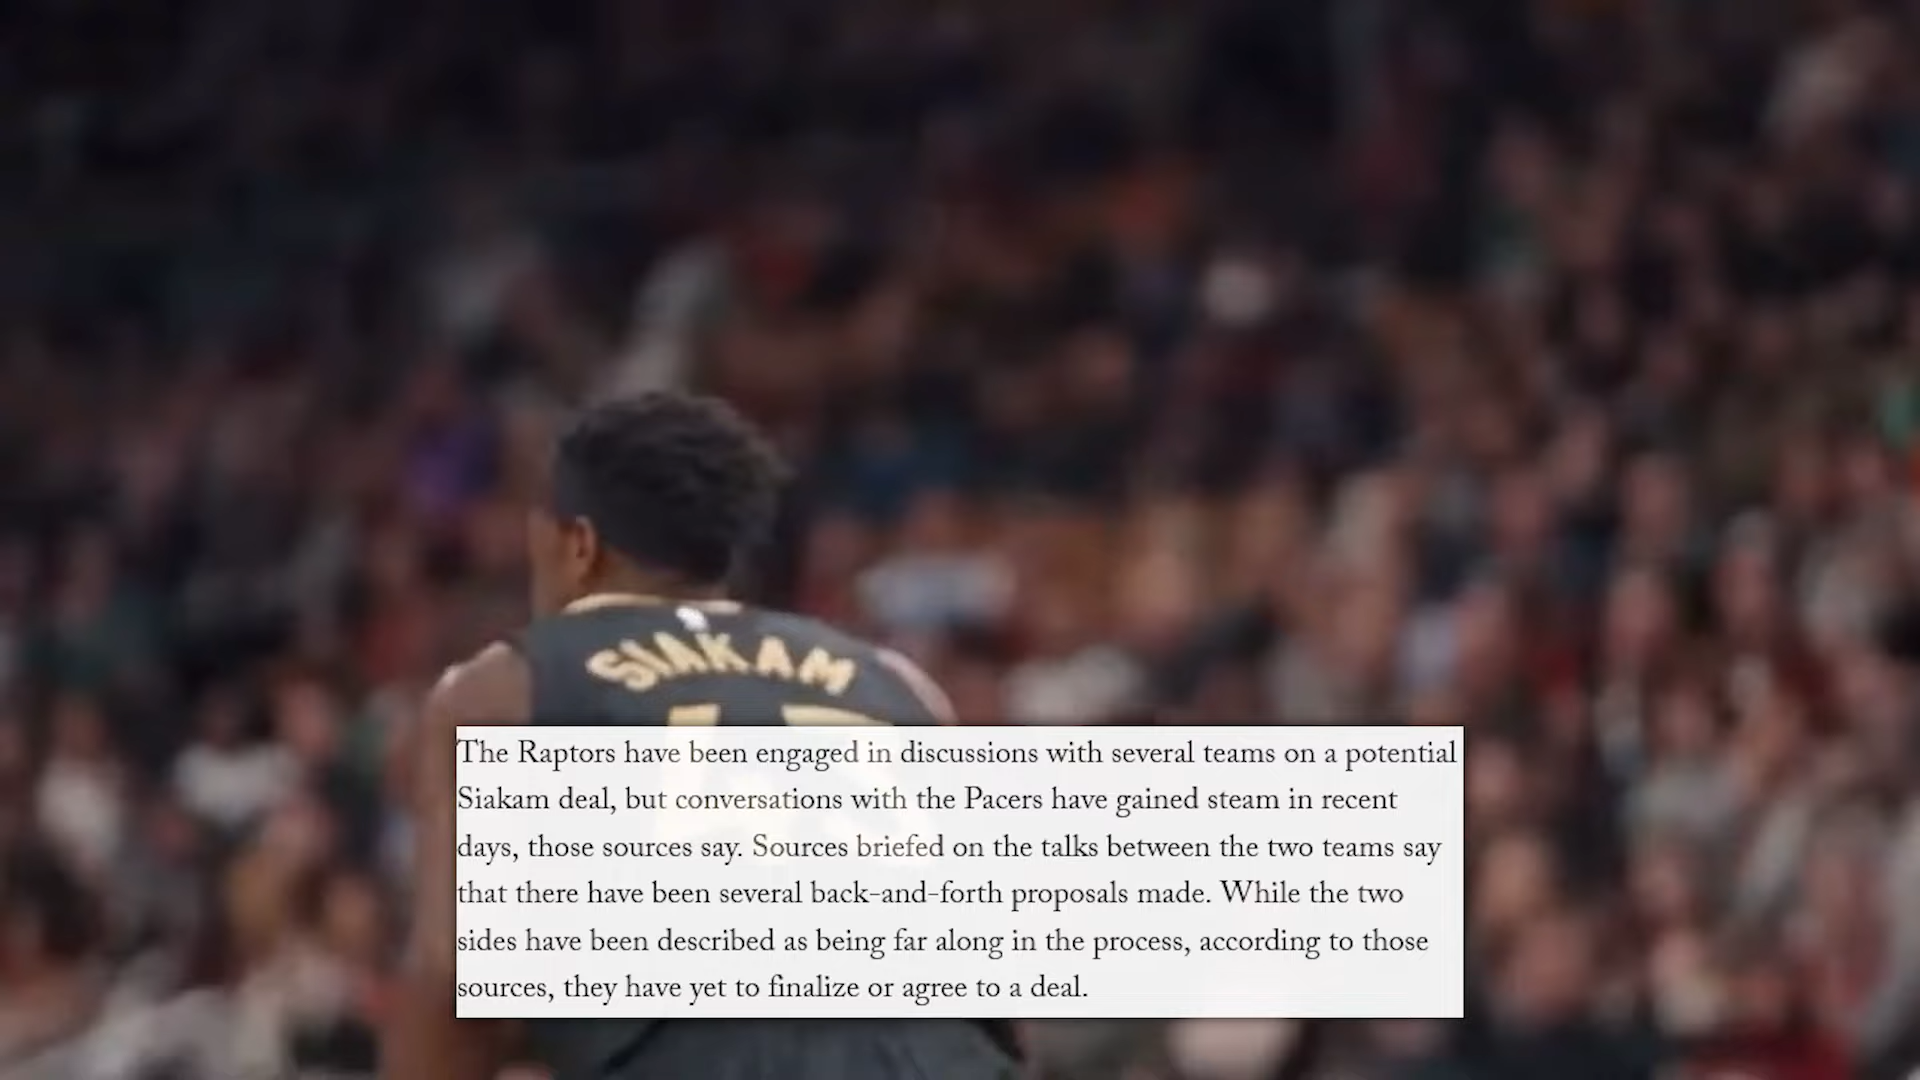 SIAKAM
The Raptors have been engaged in discussions with several teams on a potential
Siakam deal, but conversations with the Pacers have gained steam in recent
days, those sources say. Sources briefed on the talks between the two teams say
that there have been several back-and-forth proposals made. While the two
sides have been described as being far along in the process, according to those
sources, they have yet to finalize or agree to a deal.